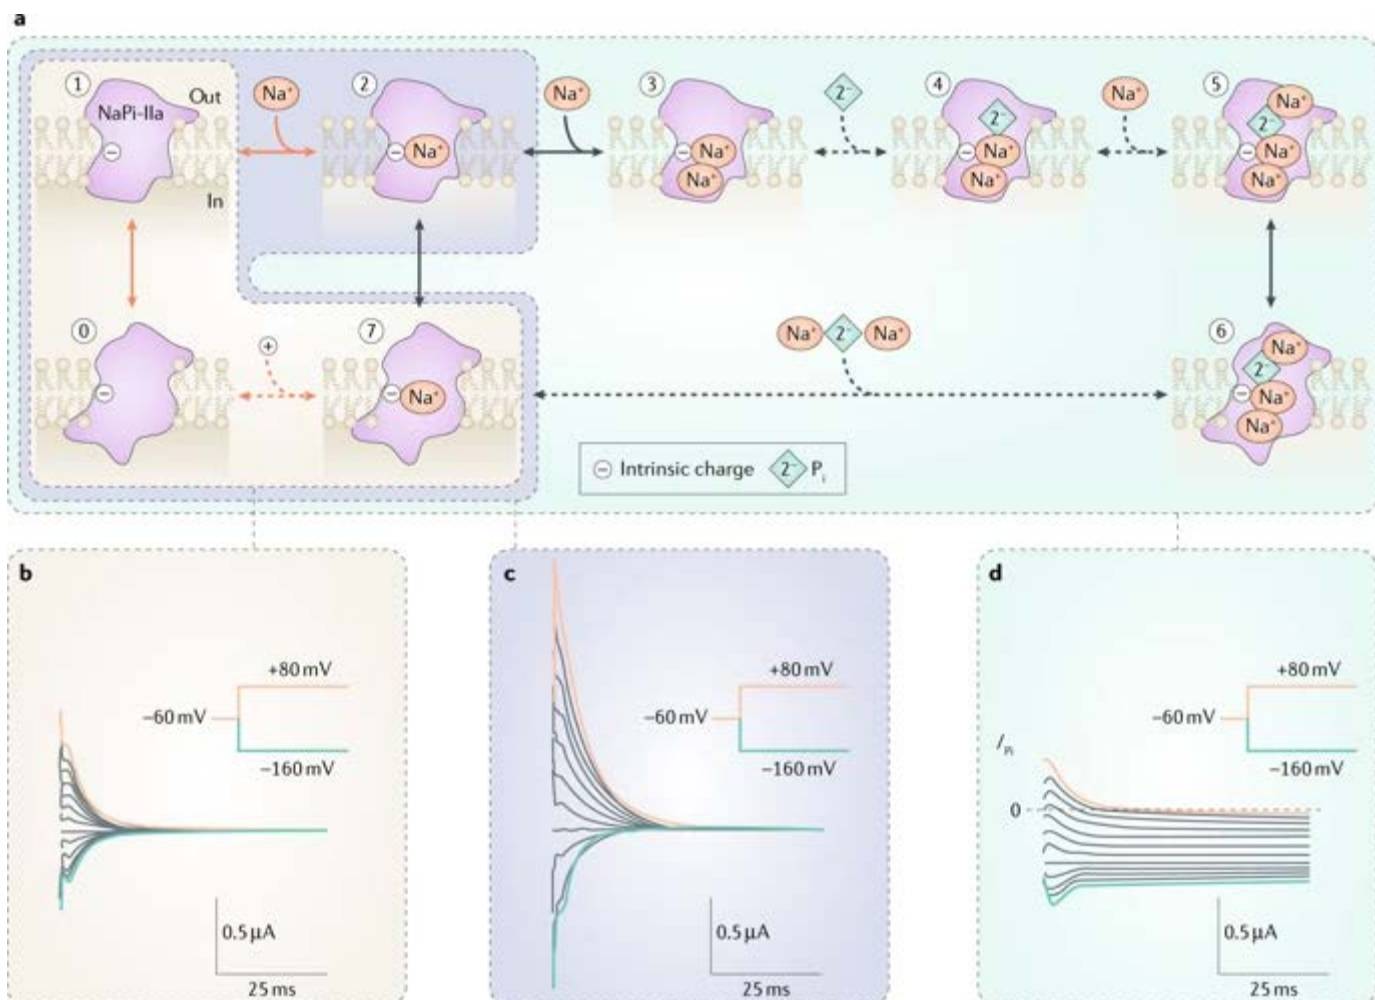 a
1
NaPi-IIa
Out
In
−
Na⁺
2
−
Na⁺
Na⁺
3
−
Na⁺
Na⁺
2⁻
4
2⁻
−
Na⁺
Na⁺
Na⁺
5
Na⁺
2⁻
−
Na⁺
Na⁺
0
−
+
7
−
Na⁺
Na⁺ 2⁻ Na⁺
6
Na⁺
2⁻
−
Na⁺
Na⁺
− Intrinsic charge 2⁻ Pᵢ
b
+80 mV
−60 mV
−160 mV
0.5 µA
25 ms
c
+80 mV
−60 mV
−160 mV
0.5 µA
25 ms
d
+80 mV
−60 mV
−160 mV
I Pi
0
0.5 µA
25 ms